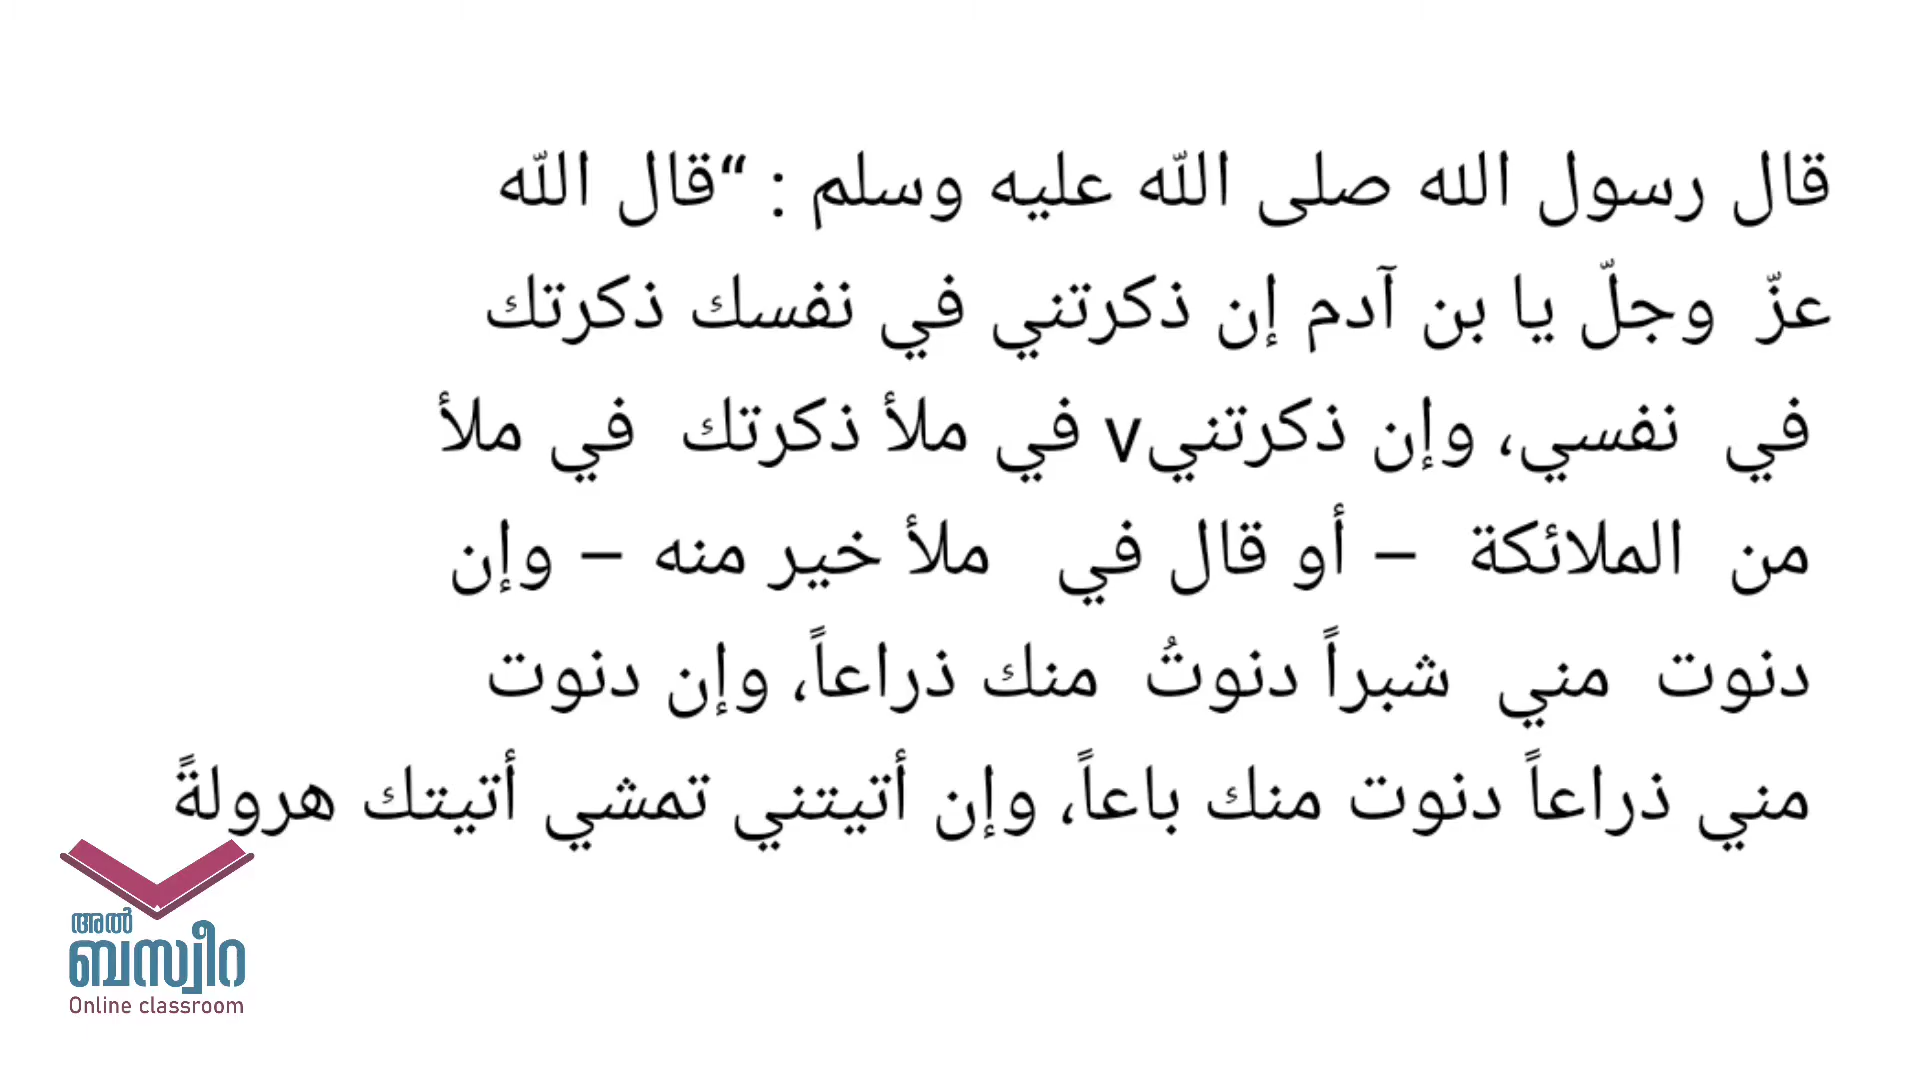 قال رسول الله صلى اللّه عليه وسلم : “قال اللّه
عزّ وجلّ يا بن آدم إن ذكرتني في نفسك ذكرتك
في نفسي، وإن ذكرتنيv في ملأ ذكرتك في ملأ
من الملائكة – أو قال في ملأ خير منه – وإن
دنوت مني شبراً دنوتُ منك ذراعاً، وإن دنوت
مني ذراعاً دنوت منك باعاً، وإن أتيتني تمشي أتيتك هرولةً
അൽ
ബസ്വീറ
Online classroom